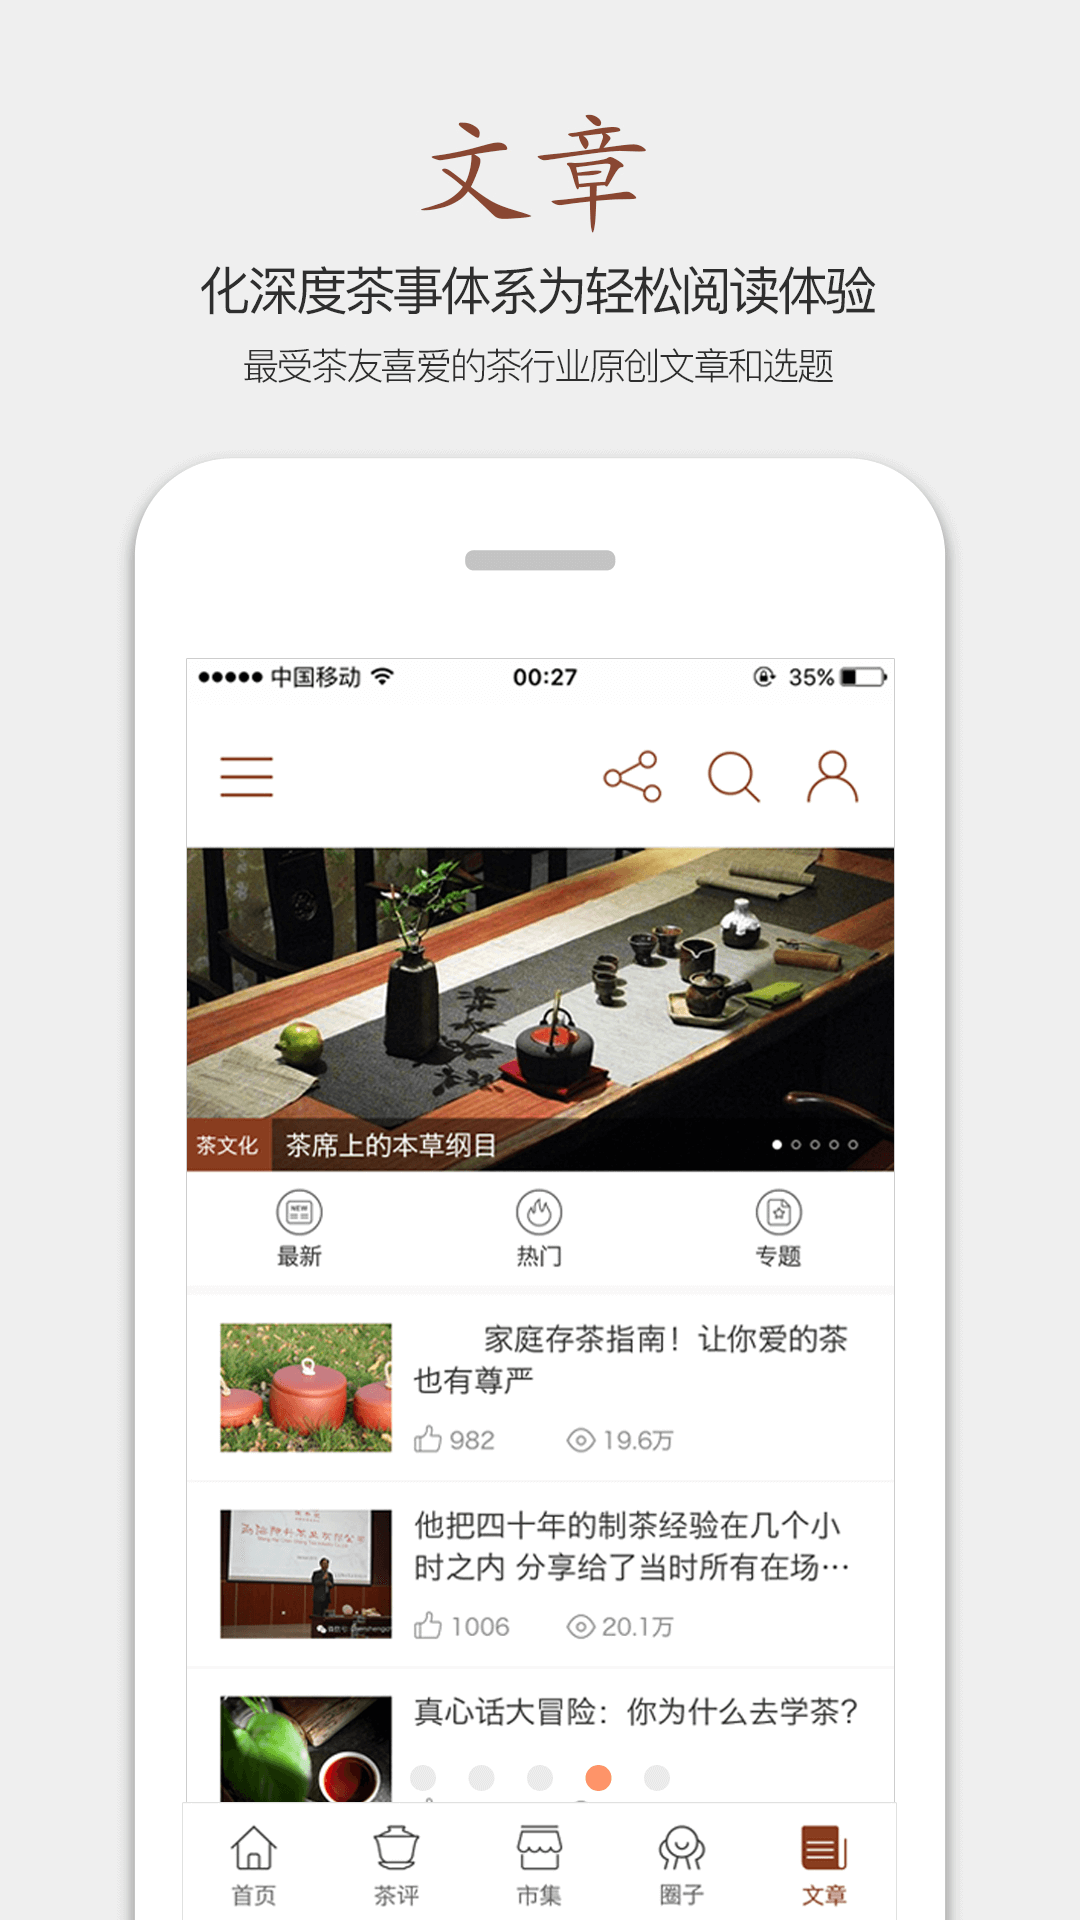 文章
化深度茶事体系为轻松阅读体验
最受茶友喜爱的茶行业原创文章和选题
中国移动 00:27 35%
茶文化 茶席上的本草纲目
NEW
最新 热门 专题
家庭存茶指南！让你爱的茶
也有尊严
982 19.6万
他把四十年的制茶经验在几个小
时之内 分享给了当时所有在场…
1006 20.1万
真心话大冒险：你为什么去学茶？
首页 茶评 市集 圈子 文章